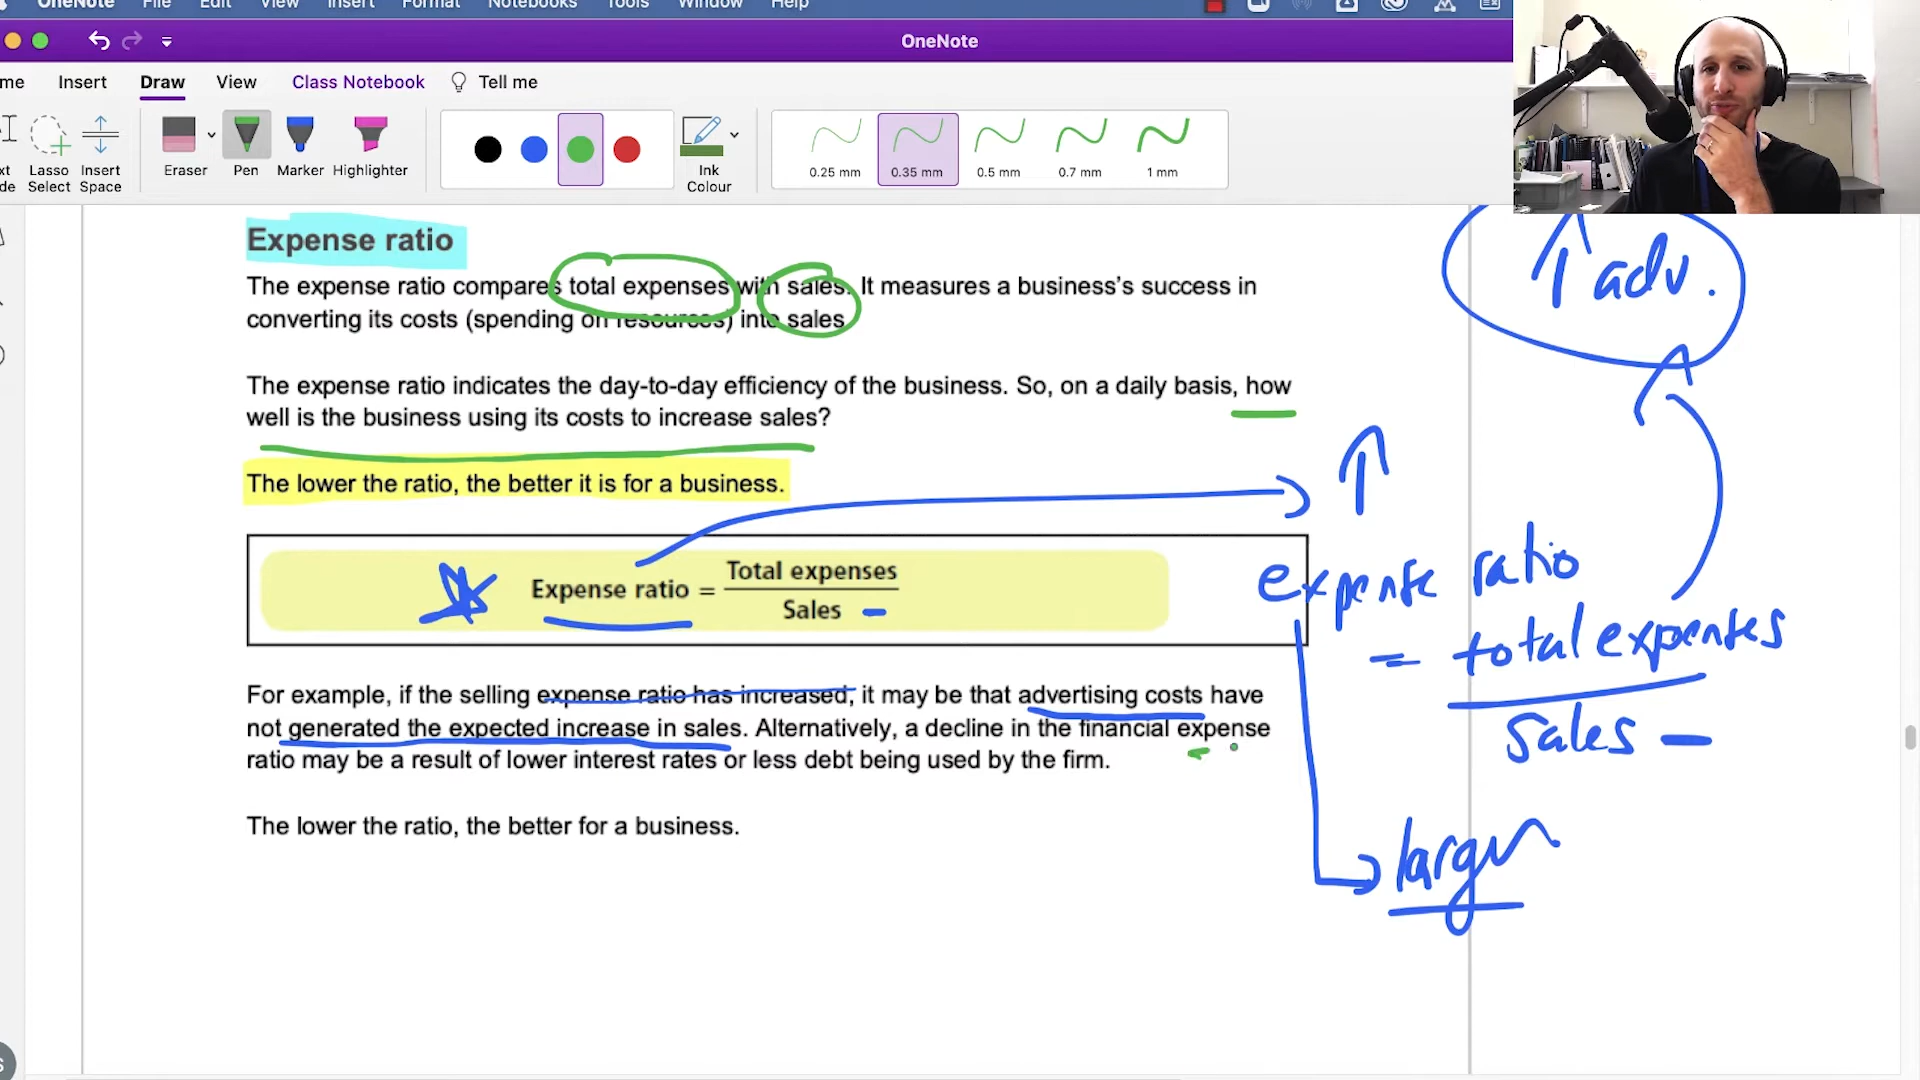 OneNote File Edit View Insert Format Notebooks Tools Window Help
OneNote
me Insert Draw View Class Notebook Tell me
Lasso Select
Insert Space
Eraser
Pen
Marker
Highlighter
Ink Colour
0.25 mm
0.35 mm
0.5 mm
0.7 mm
1 mm
Expense ratio
The expense ratio compares total expenses with sales. It measures a business's success in
converting its costs (spending on resources) into sales
The expense ratio indicates the day-to-day efficiency of the business. So, on a daily basis, how
well is the business using its costs to increase sales?
The lower the ratio, the better it is for a business.
Expense ratio = Total expenses
Sales
For example, if the selling expense ratio has increased, it may be that advertising costs have
not generated the expected increase in sales. Alternatively, a decline in the financial expense
ratio may be a result of lower interest rates or less debt being used by the firm.
The lower the ratio, the better for a business.
↑ adv.
↑
expense ratio
= total expenses
Sales –
larger